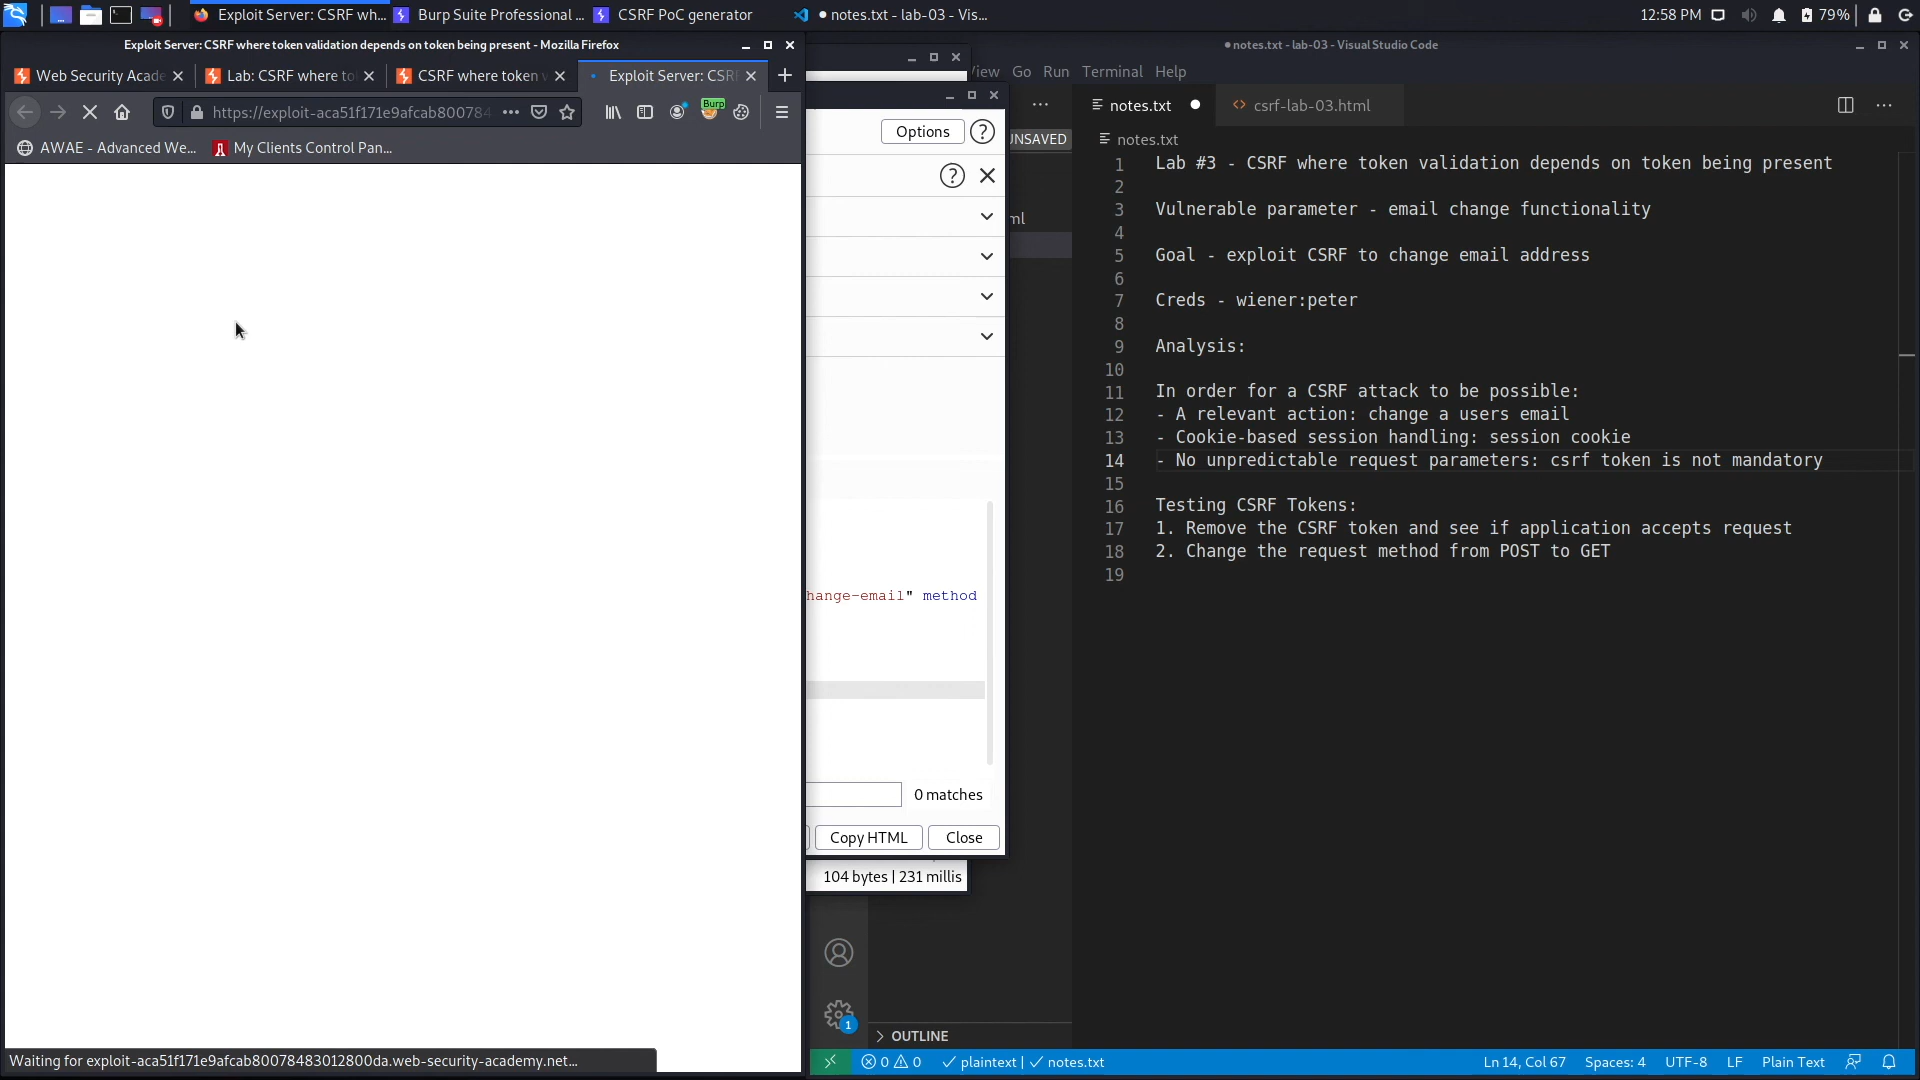 Exploit Server: CSRF wh...
Burp Suite Professional ...
CSRF PoC generator
● notes.txt - lab-03 - Vis...
12:58 PM
79%
Exploit Server: CSRF where token validation depends on token being present - Mozilla Firefox
Web Security Acade
Lab: CSRF where to
CSRF where token v
Exploit Server: CSRF
https://exploit-aca51f171e9afcab800784
Burp
AWAE - Advanced We...
My Clients Control Pan...
Options
?
?
hange-email" method
0 matches
Copy HTML
Close
104 bytes | 231 millis
Waiting for exploit-aca51f171e9afcab80078483012800da.web-security-academy.net...
● notes.txt - lab-03 - Visual Studio Code
View Go Run Terminal Help
notes.txt
csrf-lab-03.html
UNSAVED
notes.txt
ml
1 Lab #3 - CSRF where token validation depends on token being present
2
3 Vulnerable parameter - email change functionality
4
5 Goal - exploit CSRF to change email address
6
7 Creds - wiener:peter
8
9 Analysis:
10
11 In order for a CSRF attack to be possible:
12 - A relevant action: change a users email
13 - Cookie-based session handling: session cookie
14 - No unpredictable request parameters: csrf token is not mandatory
15
16 Testing CSRF Tokens:
17 1. Remove the CSRF token and see if application accepts request
18 2. Change the request method from POST to GET
19
1
OUTLINE
0 0 plaintext | notes.txt
Ln 14, Col 67 Spaces: 4 UTF-8 LF Plain Text